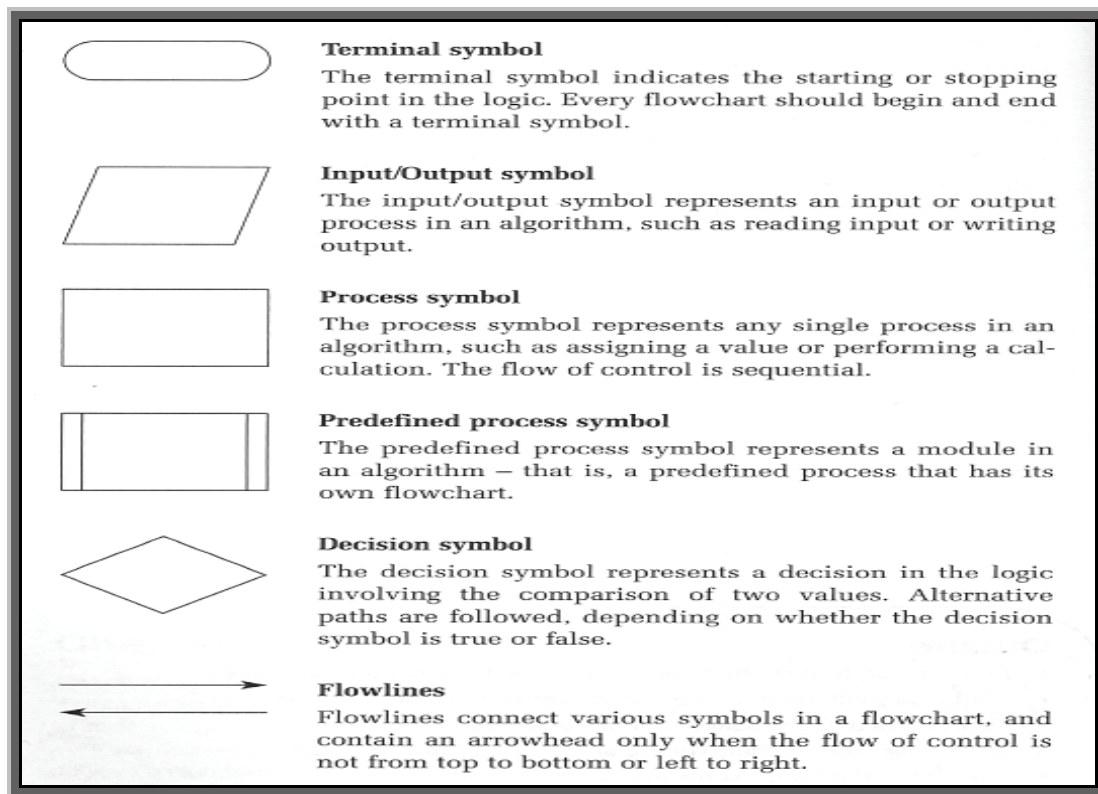 Terminal symbol
The terminal symbol indicates the starting or stopping
point in the logic. Every flowchart should begin and end
with a terminal symbol.
Input/Output symbol
The input/output symbol represents an input or output
process in an algorithm, such as reading input or writing
output.
Process symbol
The process symbol represents any single process in an
algorithm, such as assigning a value or performing a cal-
culation. The flow of control is sequential.
Predefined process symbol
The predefined process symbol represents a module in
an algorithm – that is, a predefined process that has its
own flowchart.
Decision symbol
The decision symbol represents a decision in the logic
involving the comparison of two values. Alternative
paths are followed, depending on whether the decision
symbol is true or false.
Flowlines
Flowlines connect various symbols in a flowchart, and
contain an arrowhead only when the flow of control is
not from top to bottom or left to right.